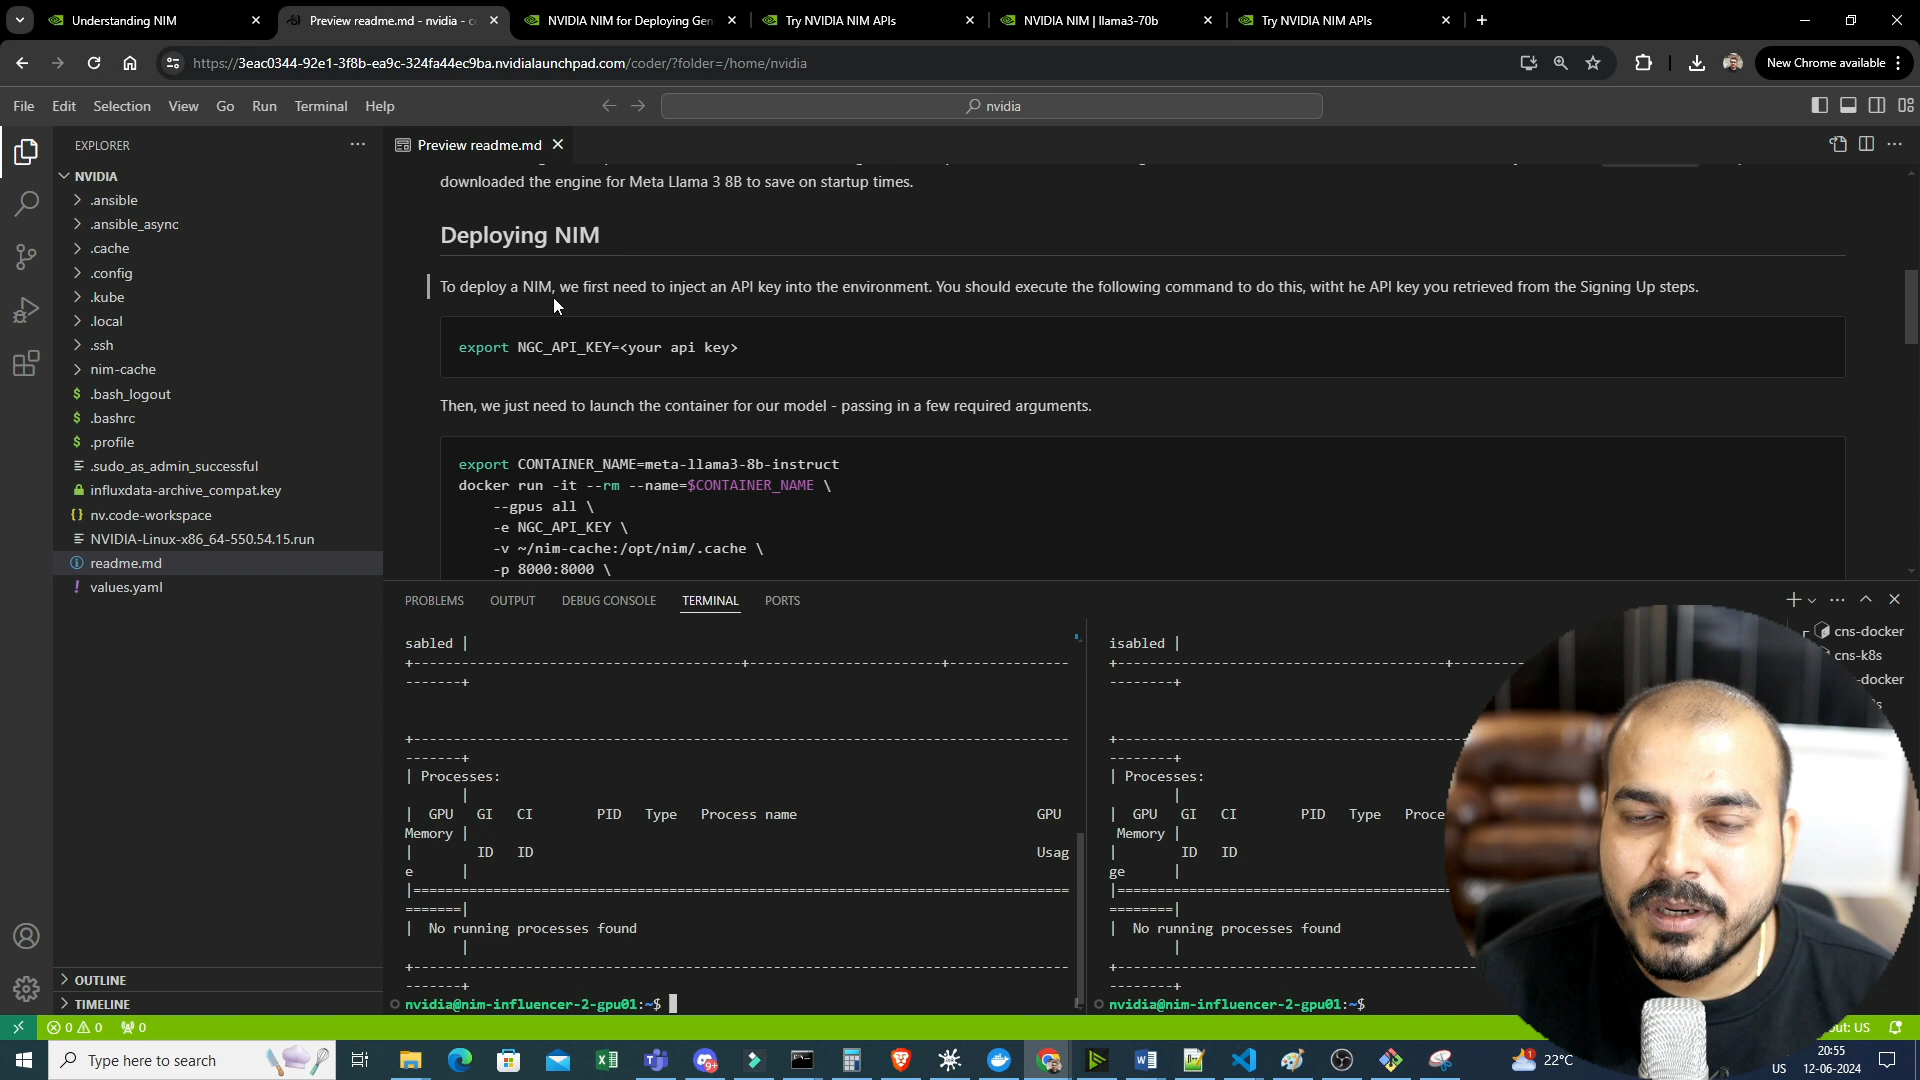 Understanding NIM
Preview readme.md - nvidia - c
NVIDIA NIM for Deploying Gen
Try NVIDIA NIM APIs
NVIDIA NIM | llama3-70b
Try NVIDIA NIM APIs
https://3eac0344-92e1-3f8b-ea9c-324fa44ec9ba.nvidialaunchpad.com/coder/?folder=/home/nvidia
New Chrome available
File Edit Selection View Go Run Terminal Help
nvidia
EXPLORER
Preview readme.md
NVIDIA
.ansible
.ansible_async
.cache
.config
.kube
.local
.ssh
nim-cache
.bash_logout
.bashrc
.profile
.sudo_as_admin_successful
influxdata-archive_compat.key
nv.code-workspace
NVIDIA-Linux-x86_64-550.54.15.run
readme.md
values.yaml
OUTLINE
TIMELINE
downloaded the engine for Meta Llama 3 8B to save on startup times.
Deploying NIM
To deploy a NIM, we first need to inject an API key into the environment. You should execute the following command to do this, witht he API key you retrieved from the Signing Up steps.
export NGC_API_KEY=<your api key>
Then, we just need to launch the container for our model - passing in a few required arguments.
export CONTAINER_NAME=meta-llama3-8b-instruct
docker run -it --rm --name=$CONTAINER_NAME \
--gpus all \
-e NGC_API_KEY \
-v ~/nim-cache:/opt/nim/.cache \
-p 8000:8000 \
PROBLEMS OUTPUT DEBUG CONSOLE TERMINAL PORTS
sabled |
+-----------------------------------------+------------------------+---------------
-------+
+-----------------------------------------------------------------------------------
-------+
| Processes:
|
| GPU GI CI PID Type Process name GPU
Memory |
| ID ID Usag
e |
|===================================================================================
=======|
| No running processes found
|
+-----------------------------------------------------------------------------------
-------+
nvidia@nim-influencer-2-gpu01:~$
isabled |
+-----------------------------------------+---------
--------+
+---------------------------------------------------
--------+
| Processes:
|
| GPU GI CI PID Type Proce
Memory |
| ID ID
ge |
|==========================================
========|
| No running processes found
|
+---------------------------------------------
--------+
nvidia@nim-influencer-2-gpu01:~$
cns-docker
cns-k8s
-docker
s
0 0 0
out: US
Type here to search
22°C
US
20:55
12-06-2024